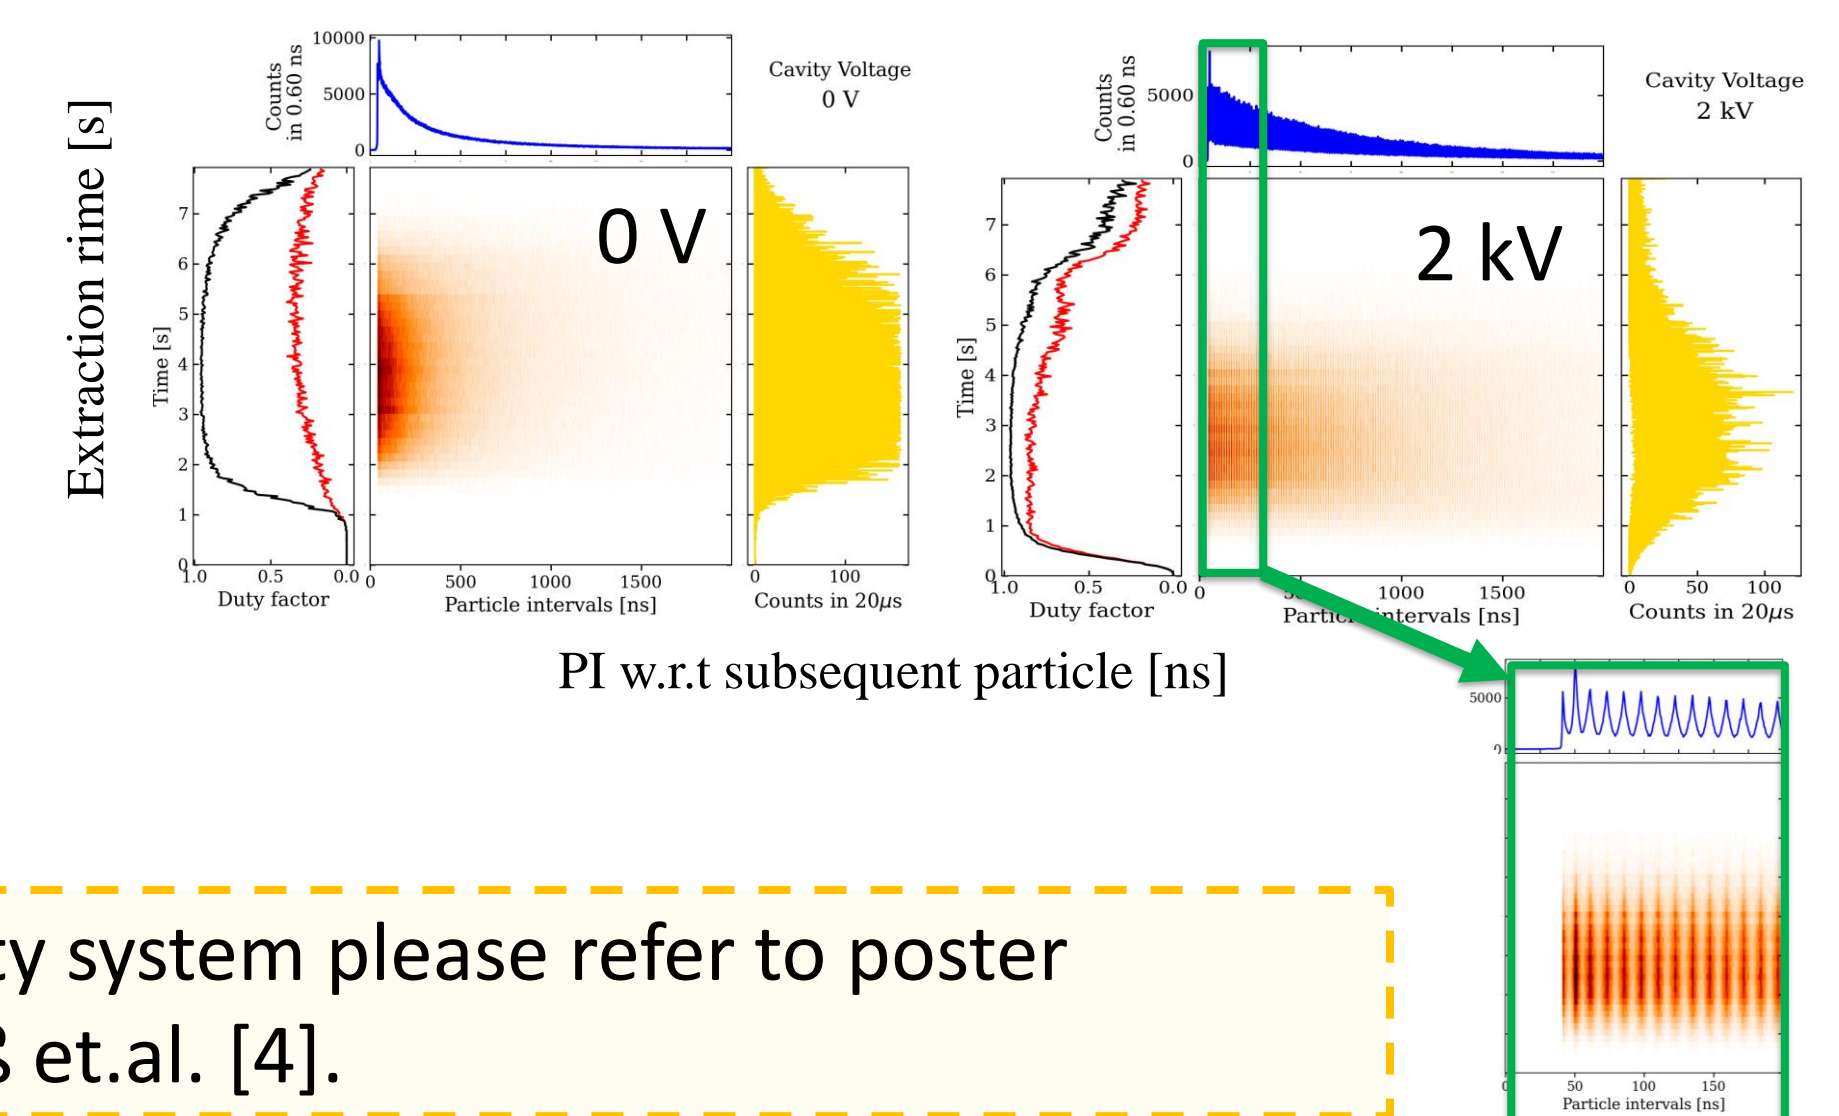 10000
5000
0
Counts
in 0.60 ns
Cavity Voltage
0 V
5000
0
Counts
in 0.60 ns
Cavity Voltage
2 kV
Extraction rime [s]
Time [s]
7
6
5
4
3
2
1
0
1.0 0.5 0.0
Duty factor
0 V
0 500 1000 1500
Particle intervals [ns]
0 100
Counts in 20μs
Time [s]
7
6
5
4
3
2
1
0
1.0 0.5 0.0
Duty factor
2 kV
0 1000 1500
intervals [ns]
0 50 100
Counts in 20μs
PI w.r.t subsequent particle [ns]
5000
0
0 50 100 150
Particle intervals [ns]
system please refer to poster
et.al. [4].